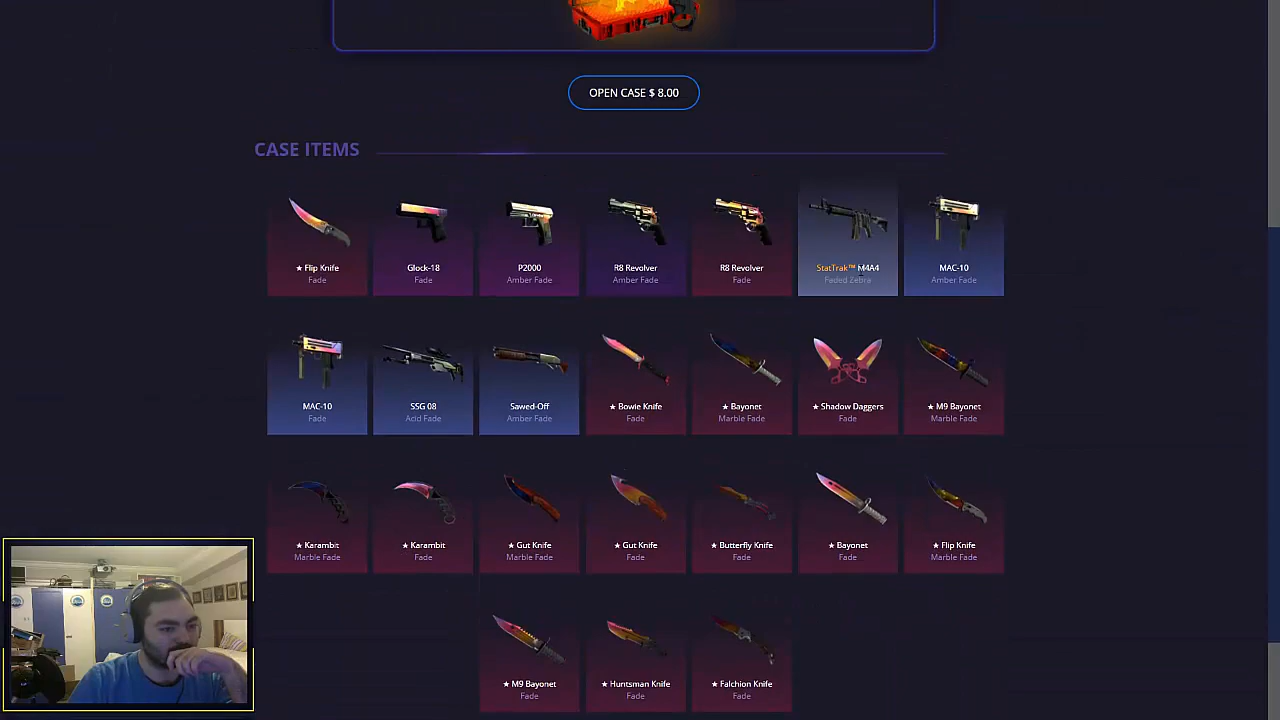 OPEN CASE $ 8.00
CASE ITEMS
★ Flip Knife
Fade
Glock-18
Fade
P2000
Amber Fade
R8 Revolver
Amber Fade
R8 Revolver
Fade
StatTrak™ M4A4
Faded Zebra
MAC-10
Amber Fade
MAC-10
Fade
SSG 08
Acid Fade
Sawed-Off
Amber Fade
★ Bowie Knife
Fade
★ Bayonet
Marble Fade
★ Shadow Daggers
Fade
★ M9 Bayonet
Marble Fade
★ Karambit
Marble Fade
★ Karambit
Fade
★ Gut Knife
Marble Fade
★ Gut Knife
Fade
★ Butterfly Knife
Fade
★ Bayonet
Fade
★ Flip Knife
Marble Fade
★ M9 Bayonet
Fade
★ Huntsman Knife
Fade
★ Falchion Knife
Fade